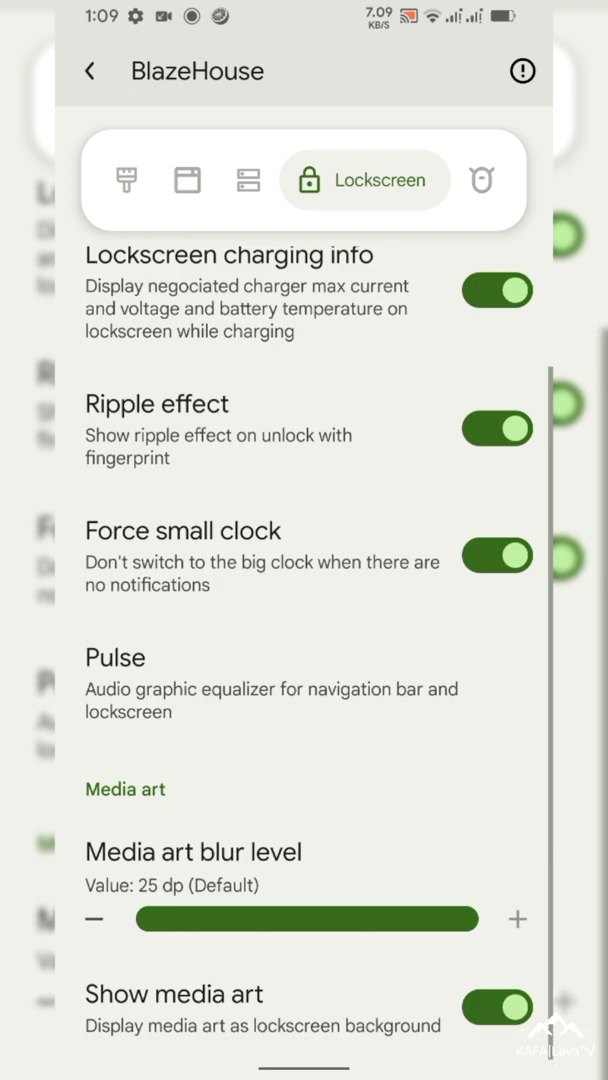 1:09
7.09
KB/S
BlazeHouse
Lockscreen
Lockscreen charging info
Display negociated charger max current
and voltage and battery temperature on
lockscreen while charging
Ripple effect
Show ripple effect on unlock with
fingerprint
Force small clock
Don't switch to the big clock when there are
no notifications
Pulse
Audio graphic equalizer for navigation bar and
lockscreen
Media art
Media art blur level
Value: 25 dp (Default)
Show media art
Display media art as lockscreen background